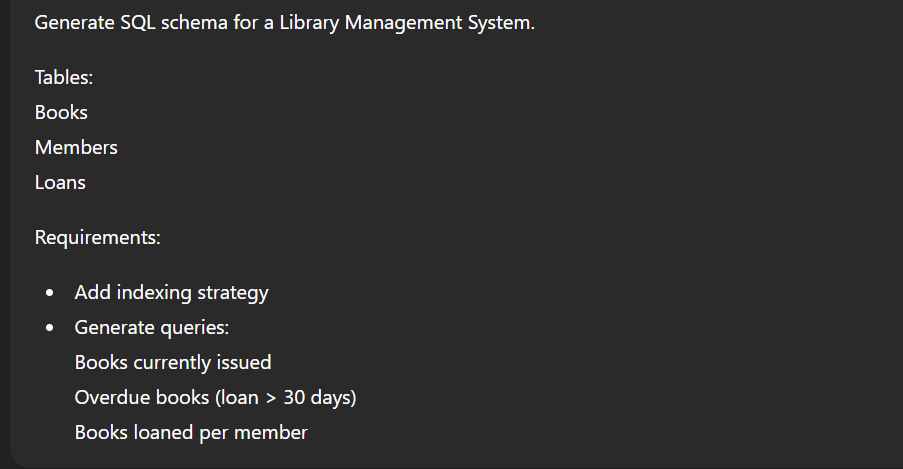 Generate SQL schema for a Library Management System.
Tables:
Books
Members
Loans
Requirements:
• Add indexing strategy
• Generate queries:
Books currently issued
Overdue books (loan > 30 days)
Books loaned per member